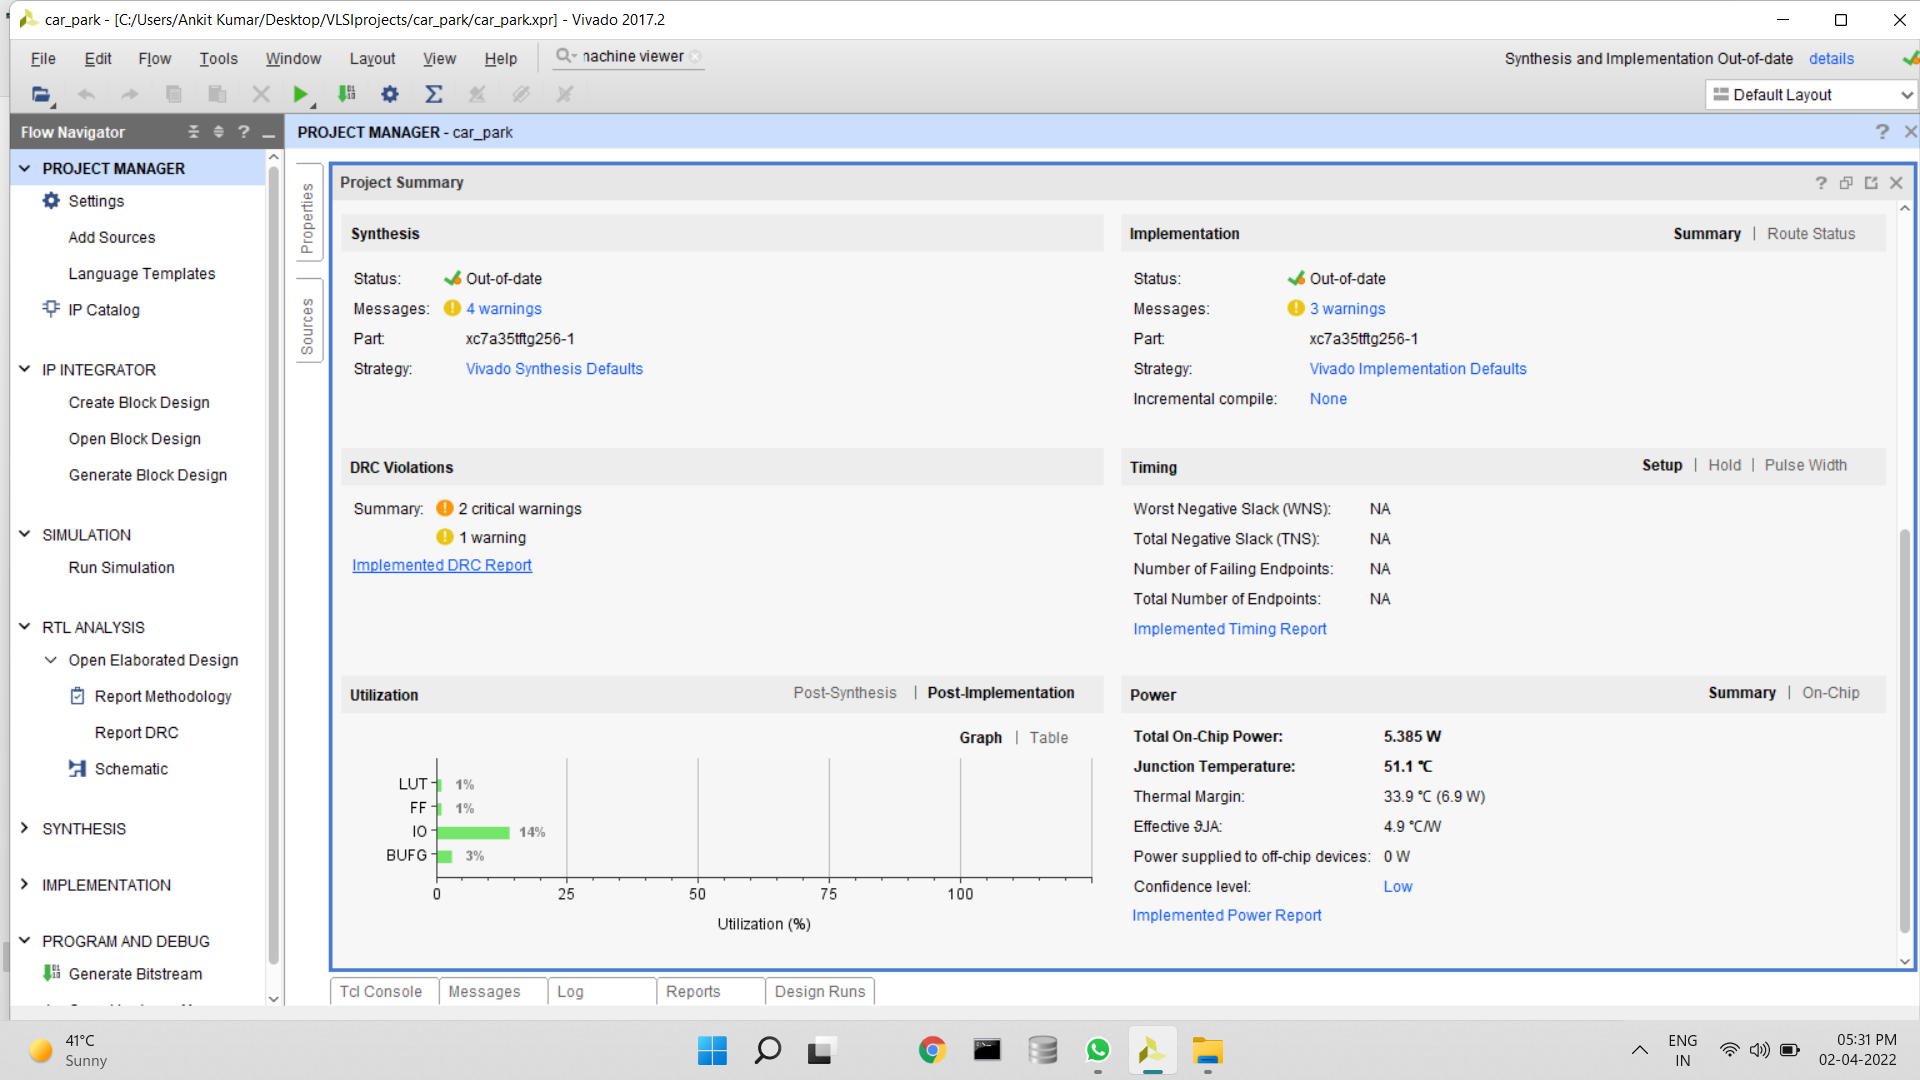 car_park - [C:/Users/Ankit Kumar/Desktop/VLSIprojects/car_park/car_park.xpr] - Vivado 2017.2
File Edit Flow Tools Window Layout View Help machine viewer
Synthesis and Implementation Out-of-date details
Default Layout
Flow Navigator
PROJECT MANAGER
Settings
Add Sources
Language Templates
IP Catalog
IP INTEGRATOR
Create Block Design
Open Block Design
Generate Block Design
SIMULATION
Run Simulation
RTL ANALYSIS
Open Elaborated Design
Report Methodology
Report DRC
Schematic
SYNTHESIS
IMPLEMENTATION
PROGRAM AND DEBUG
Generate Bitstream
PROJECT MANAGER - car_park
Properties
Sources
Project Summary
Synthesis
Status: Out-of-date
Messages: 4 warnings
Part: xc7a35tftg256-1
Strategy: Vivado Synthesis Defaults
Implementation Summary | Route Status
Status: Out-of-date
Messages: 3 warnings
Part: xc7a35tftg256-1
Strategy: Vivado Implementation Defaults
Incremental compile: None
DRC Violations
Summary: 2 critical warnings
1 warning
Implemented DRC Report
Timing Setup | Hold | Pulse Width
Worst Negative Slack (WNS): NA
Total Negative Slack (TNS): NA
Number of Failing Endpoints: NA
Total Number of Endpoints: NA
Implemented Timing Report
Utilization Post-Synthesis | Post-Implementation
Graph | Table
LUT 1%
FF 1%
IO 14%
BUFG 3%
0 25 50 75 100
Utilization (%)
Power Summary | On-Chip
Total On-Chip Power: 5.385 W
Junction Temperature: 51.1 °C
Thermal Margin: 33.9 °C (6.9 W)
Effective ϑJA: 4.9 °C/W
Power supplied to off-chip devices: 0 W
Confidence level: Low
Implemented Power Report
Tcl Console Messages Log Reports Design Runs
41°C
Sunny
ENG
IN
05:31 PM
02-04-2022